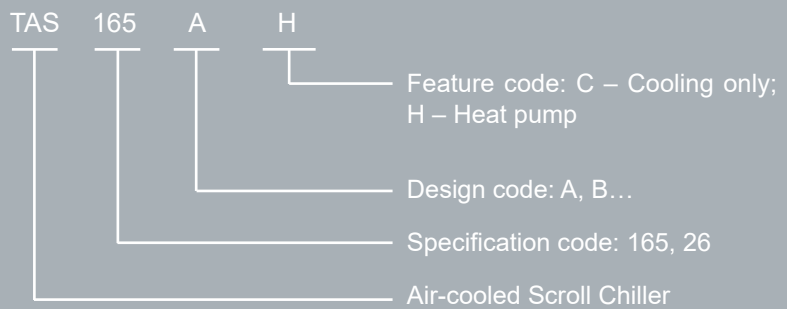 TAS 165 A H
Feature code: C – Cooling only;
H – Heat pump
Design code: A, B…
Specification code: 165, 26
Air-cooled Scroll Chiller